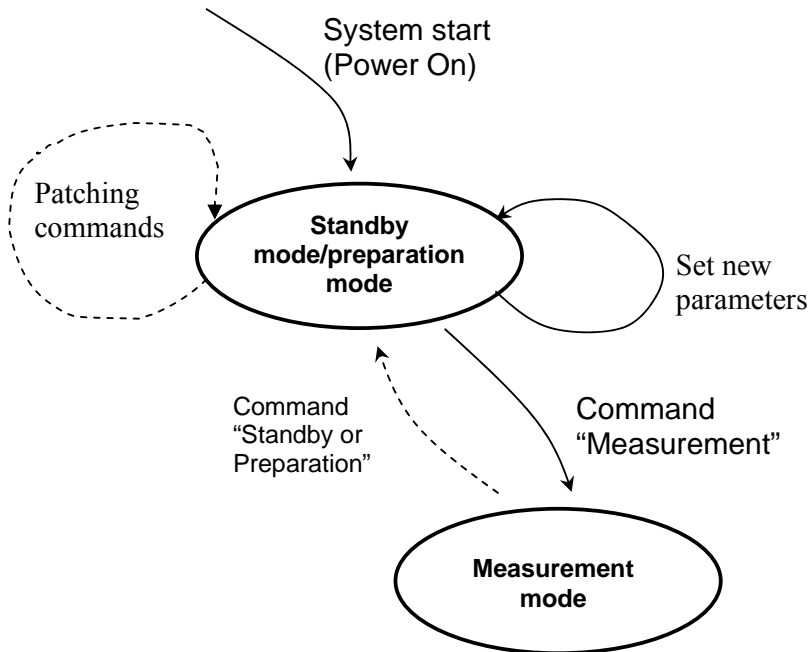 System start
(Power On)
Patching
commands
Standby
mode/preparation
mode
Set new
parameters
Command
“Standby or
Preparation”
Command
“Measurement”
Measurement
mode